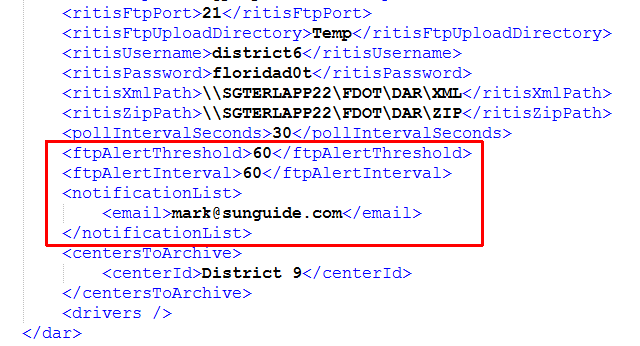 <ritisFtpPort>21</ritisFtpPort>
<ritisFtpUploadDirectory>Temp</ritisFtpUploadDirectory>
<ritisUsername>district6</ritisUsername>
<ritisPassword>floridad0t</ritisPassword>
<ritisXmlPath>\\SGTERLAPP22\FDOT\DAR\XML</ritisXmlPath>
<ritisZipPath>\\SGTERLAPP22\FDOT\DAR\ZIP</ritisZipPath>
<pollIntervalSeconds>30</pollIntervalSeconds>
<ftpAlertThreshold>60</ftpAlertThreshold>
<ftpAlertInterval>60</ftpAlertInterval>
<notificationList>
<email>mark@sunguide.com</email>
</notificationList>
<centersToArchive>
<centerId>District 9</centerId>
</centersToArchive>
<drivers />
</dar>